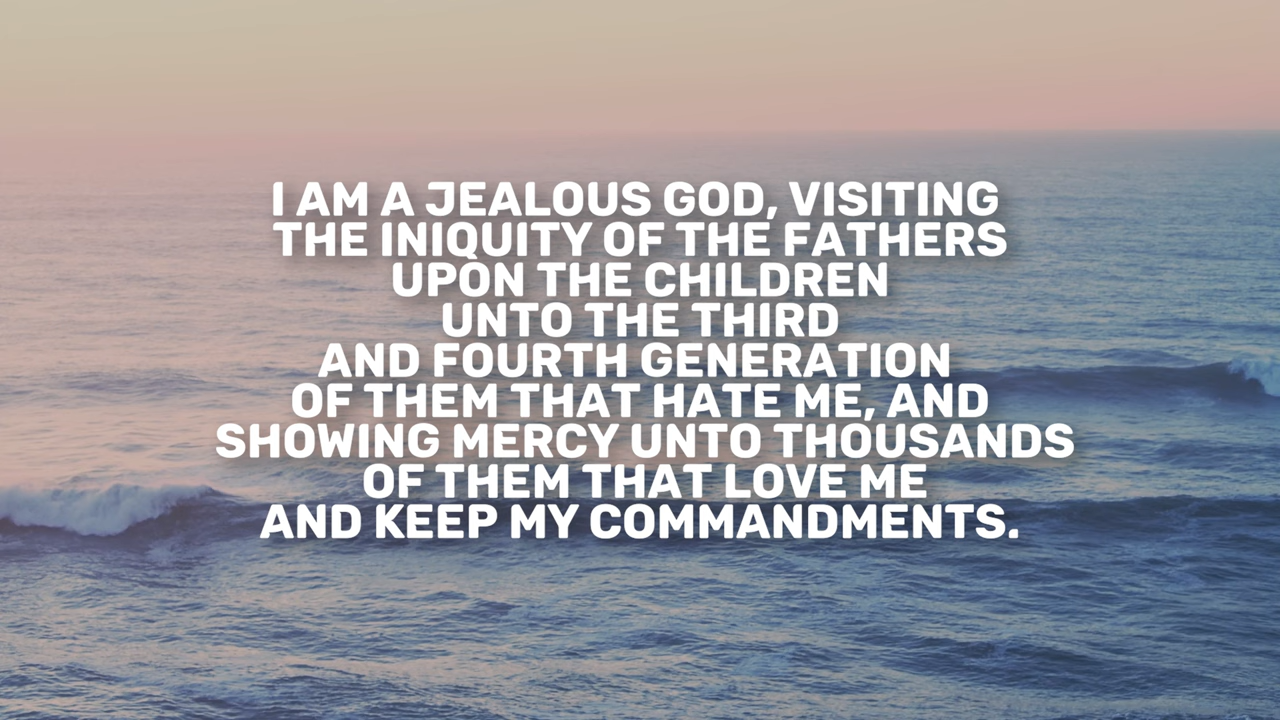 I AM A JEALOUS GOD, VISITING
THE INIQUITY OF THE FATHERS
UPON THE CHILDREN
UNTO THE THIRD
AND FOURTH GENERATION
OF THEM THAT HATE ME, AND
SHOWING MERCY UNTO THOUSANDS
OF THEM THAT LOVE ME
AND KEEP MY COMMANDMENTS.